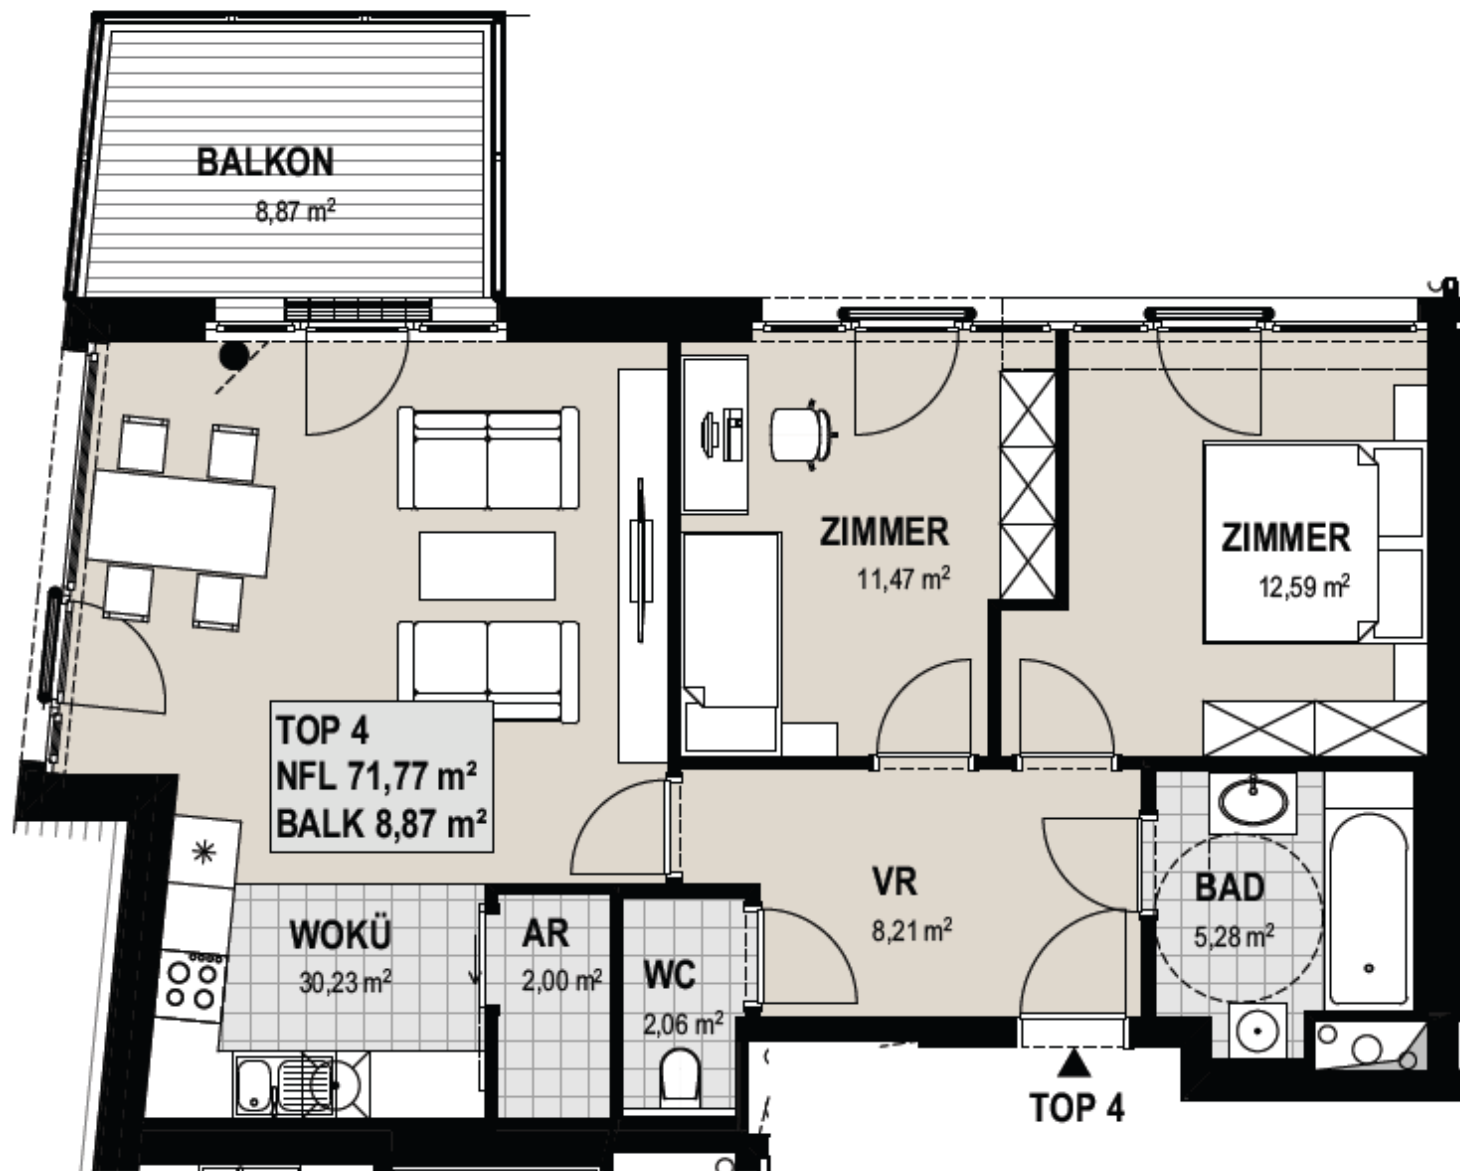 BALKON
8,87 m²
ZIMMER
11,47 m²
ZIMMER
12,59 m²
TOP 4
NFL 71,77 m²
BALK 8,87 m²
WOKÜ
30,23 m²
AR
2,00 m²
WC
2,06 m²
VR
8,21 m²
BAD
5,28 m²
TOP 4